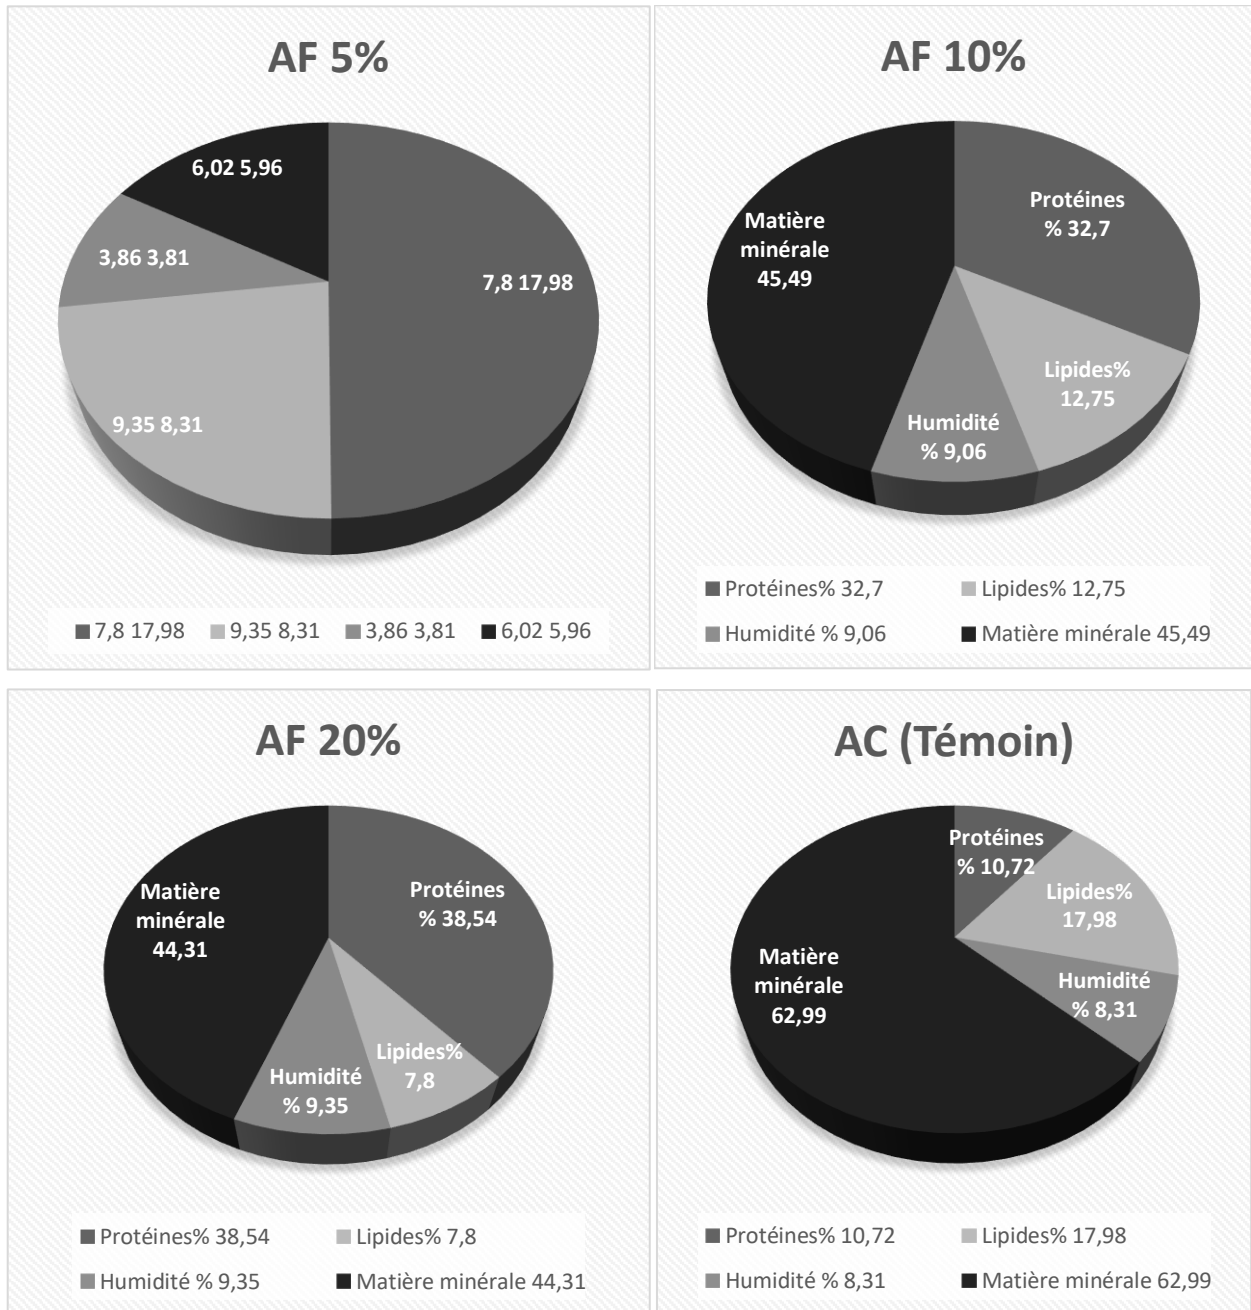 AF 5%
6,02 5,96
3,86 3,81
7,8 17,98
9,35 8,31
7,8 17,98 9,35 8,31 3,86 3,81 6,02 5,96
AF 10%
Protéines
% 32,7
Matière
minérale
45,49
Lipides%
12,75
Humidité
% 9,06
Protéines% 32,7 Lipides% 12,75
Humidité % 9,06 Matière minérale 45,49
AF 20%
Matière
minérale
44,31
Protéines
% 38,54
Lipides%
7,8
Humidité
% 9,35
Protéines% 38,54 Lipides% 7,8
Humidité % 9,35 Matière minérale 44,31
AC (Témoin)
Protéines
% 10,72
Lipides%
17,98
Matière
minérale
62,99
Humidité
% 8,31
Protéines% 10,72 Lipides% 17,98
Humidité % 8,31 Matière minérale 62,99